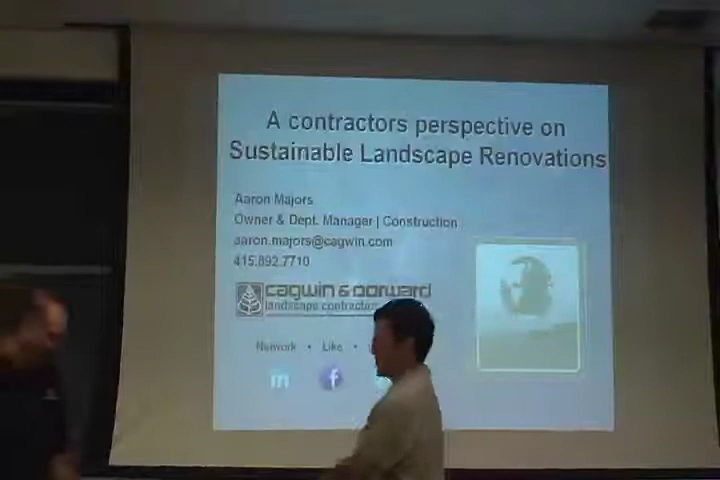 A contractors perspective on
Sustainable Landscape Renovations
Aaron Majors
Owner & Dept. Manager | Construction
aaron.majors@cagwin.com
415.892.7710
cagwin & dorward
landscape contractors
Network • Like •
in
f